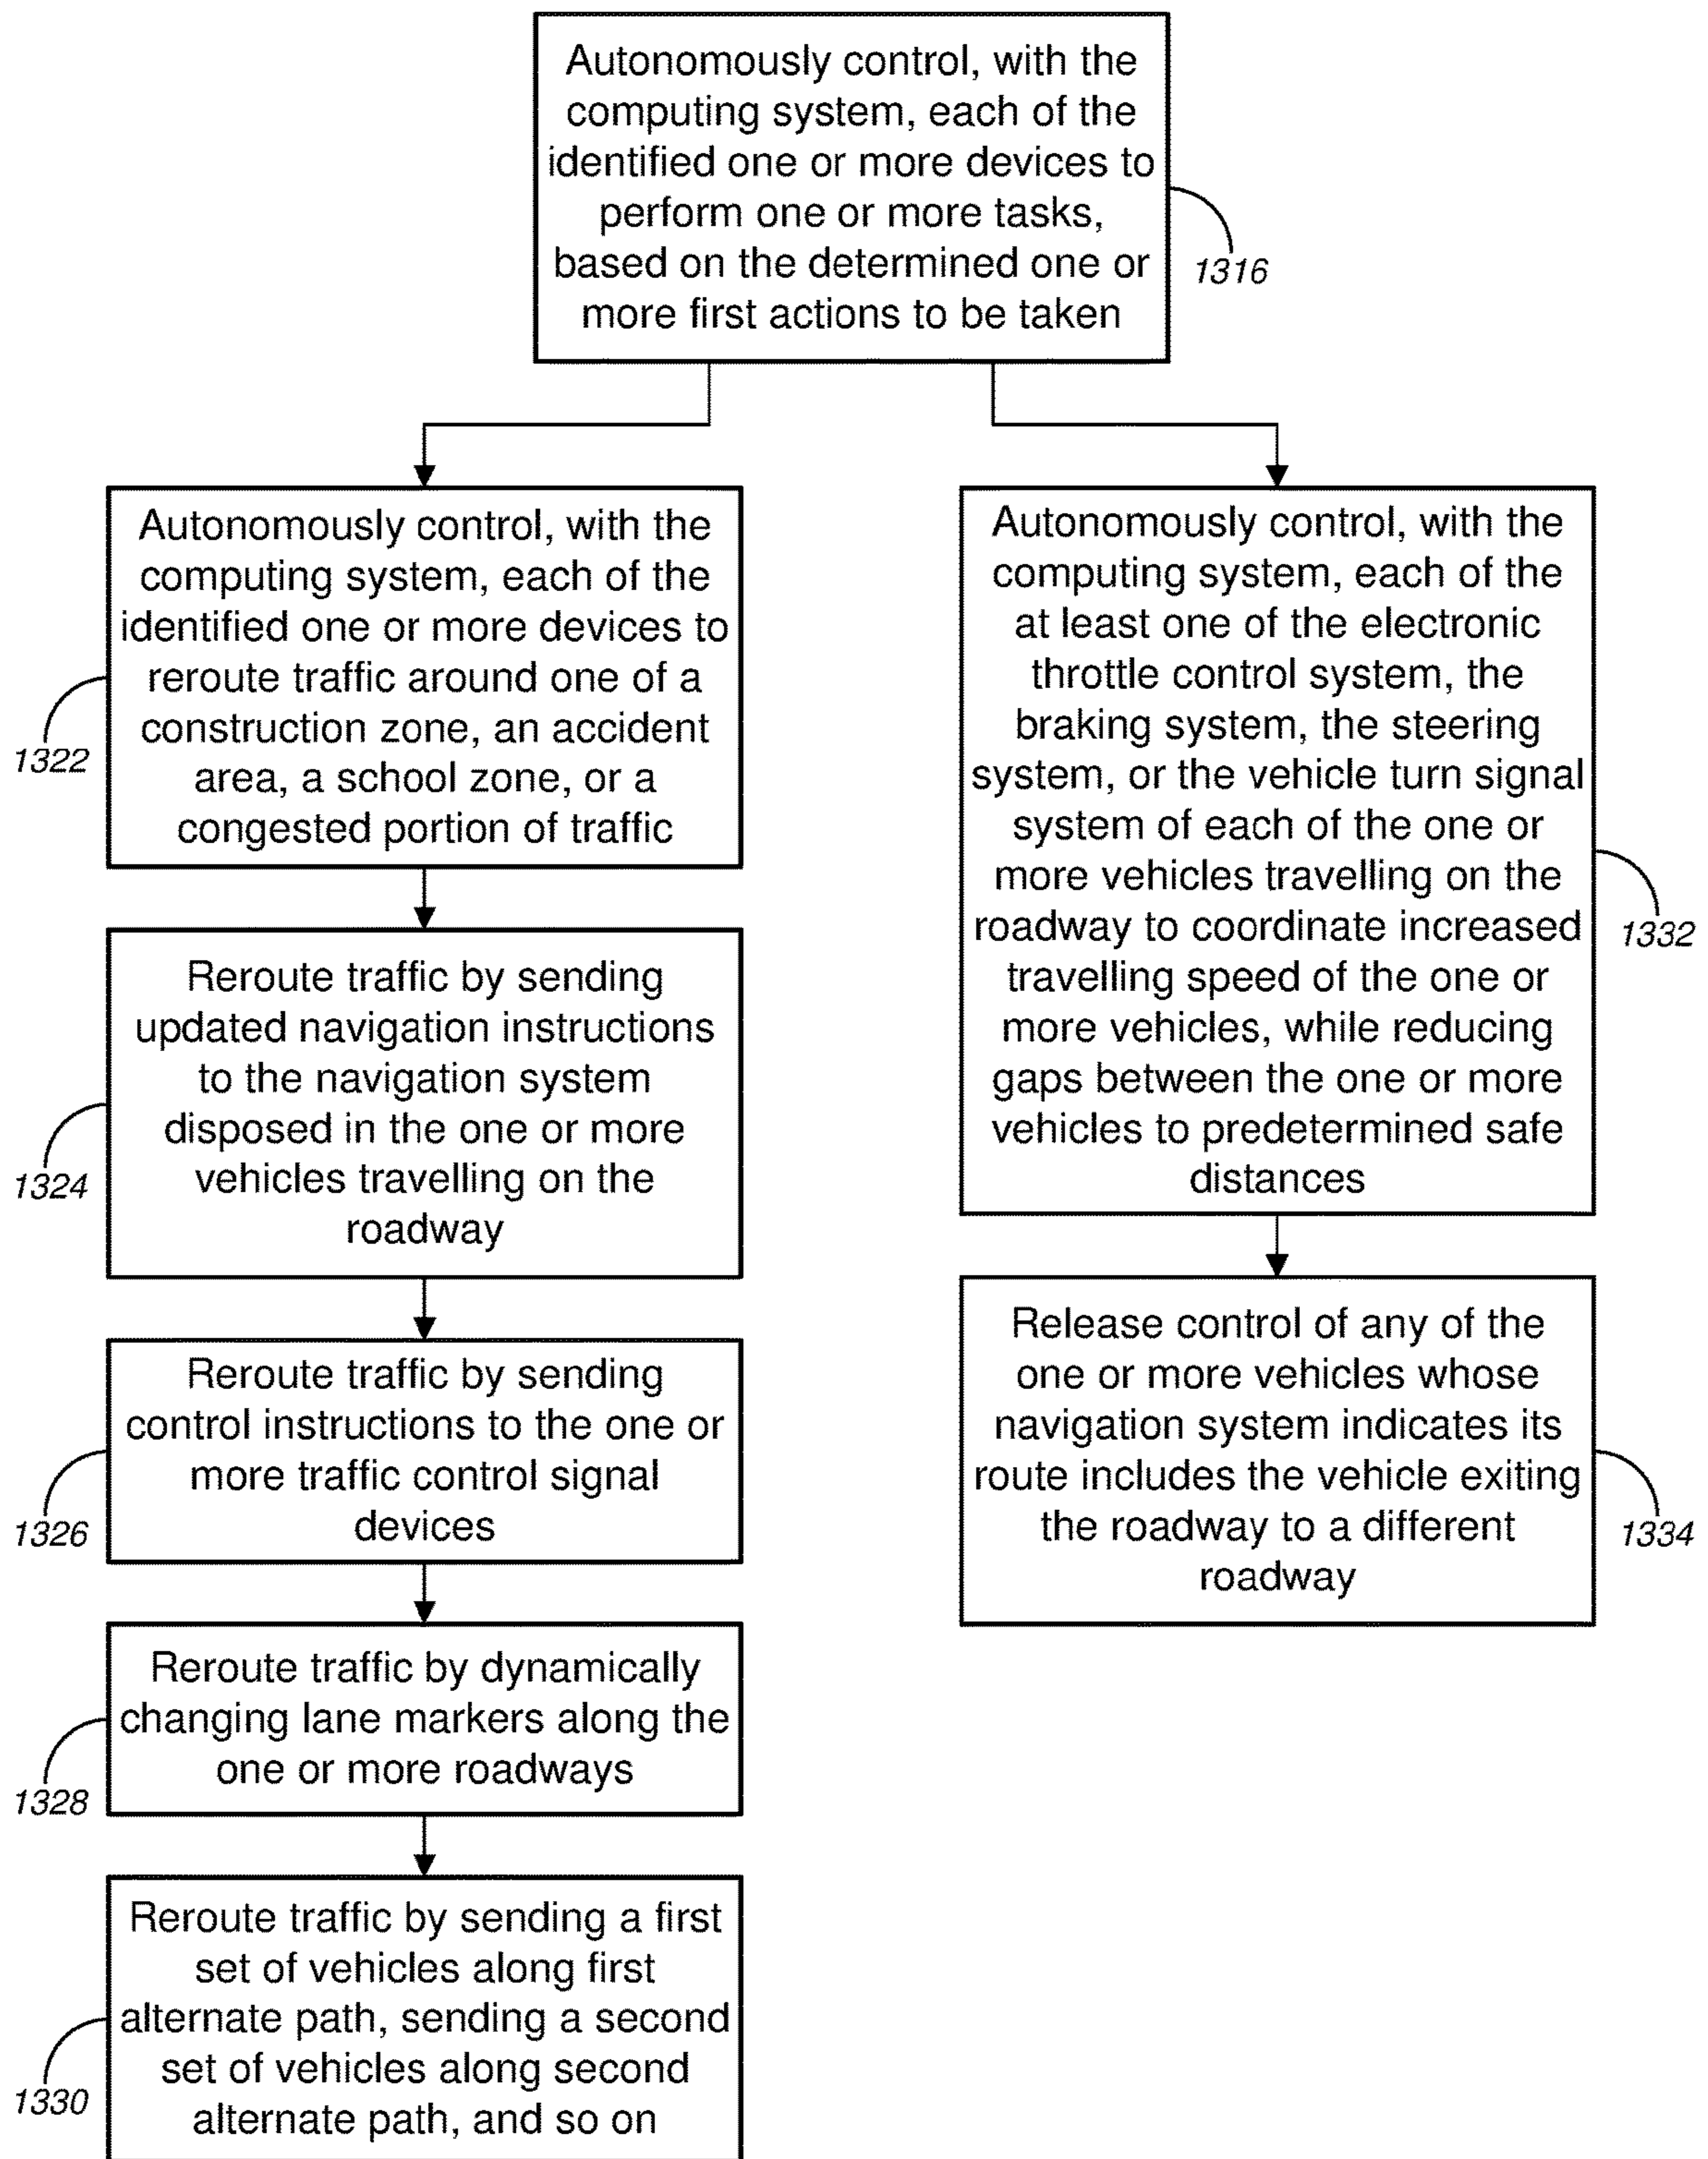 Autonomously control, with the
computing system, each of the
identified one or more devices to
perform one or more tasks,
based on the determined one or
more first actions to be taken
1316
Autonomously control, with the
computing system, each of the
identified one or more devices to
reroute traffic around one of a
construction zone, an accident
area, a school zone, or a
congested portion of traffic
1322
Reroute traffic by sending
updated navigation instructions
to the navigation system
disposed in the one or more
vehicles travelling on the
roadway
1324
Reroute traffic by sending
control instructions to the one or
more traffic control signal
devices
1326
Reroute traffic by dynamically
changing lane markers along the
one or more roadways
1328
Reroute traffic by sending a first
set of vehicles along first
alternate path, sending a second
set of vehicles along second
alternate path, and so on
1330
Autonomously control, with the
computing system, each of the
at least one of the electronic
throttle control system, the
braking system, the steering
system, or the vehicle turn signal
system of each of the one or
more vehicles travelling on the
roadway to coordinate increased
travelling speed of the one or
more vehicles, while reducing
gaps between the one or more
vehicles to predetermined safe
distances
1332
Release control of any of the
one or more vehicles whose
navigation system indicates its
route includes the vehicle exiting
the roadway to a different
roadway
1334